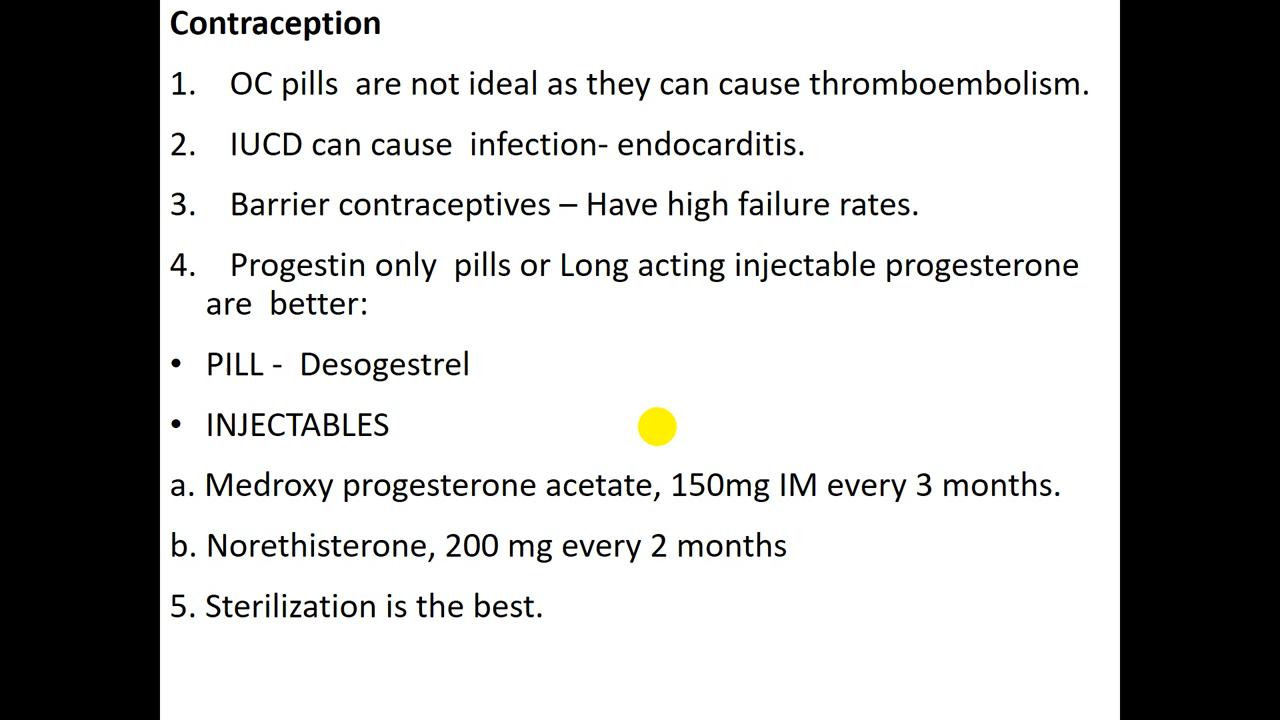 Contraception
1. OC pills are not ideal as they can cause thromboembolism.
2. IUCD can cause infection- endocarditis.
3. Barrier contraceptives – Have high failure rates.
4. Progestin only pills or Long acting injectable progesterone
are better:
• PILL - Desogestrel
• INJECTABLES
a. Medroxy progesterone acetate, 150mg IM every 3 months.
b. Norethisterone, 200 mg every 2 months
5. Sterilization is the best.